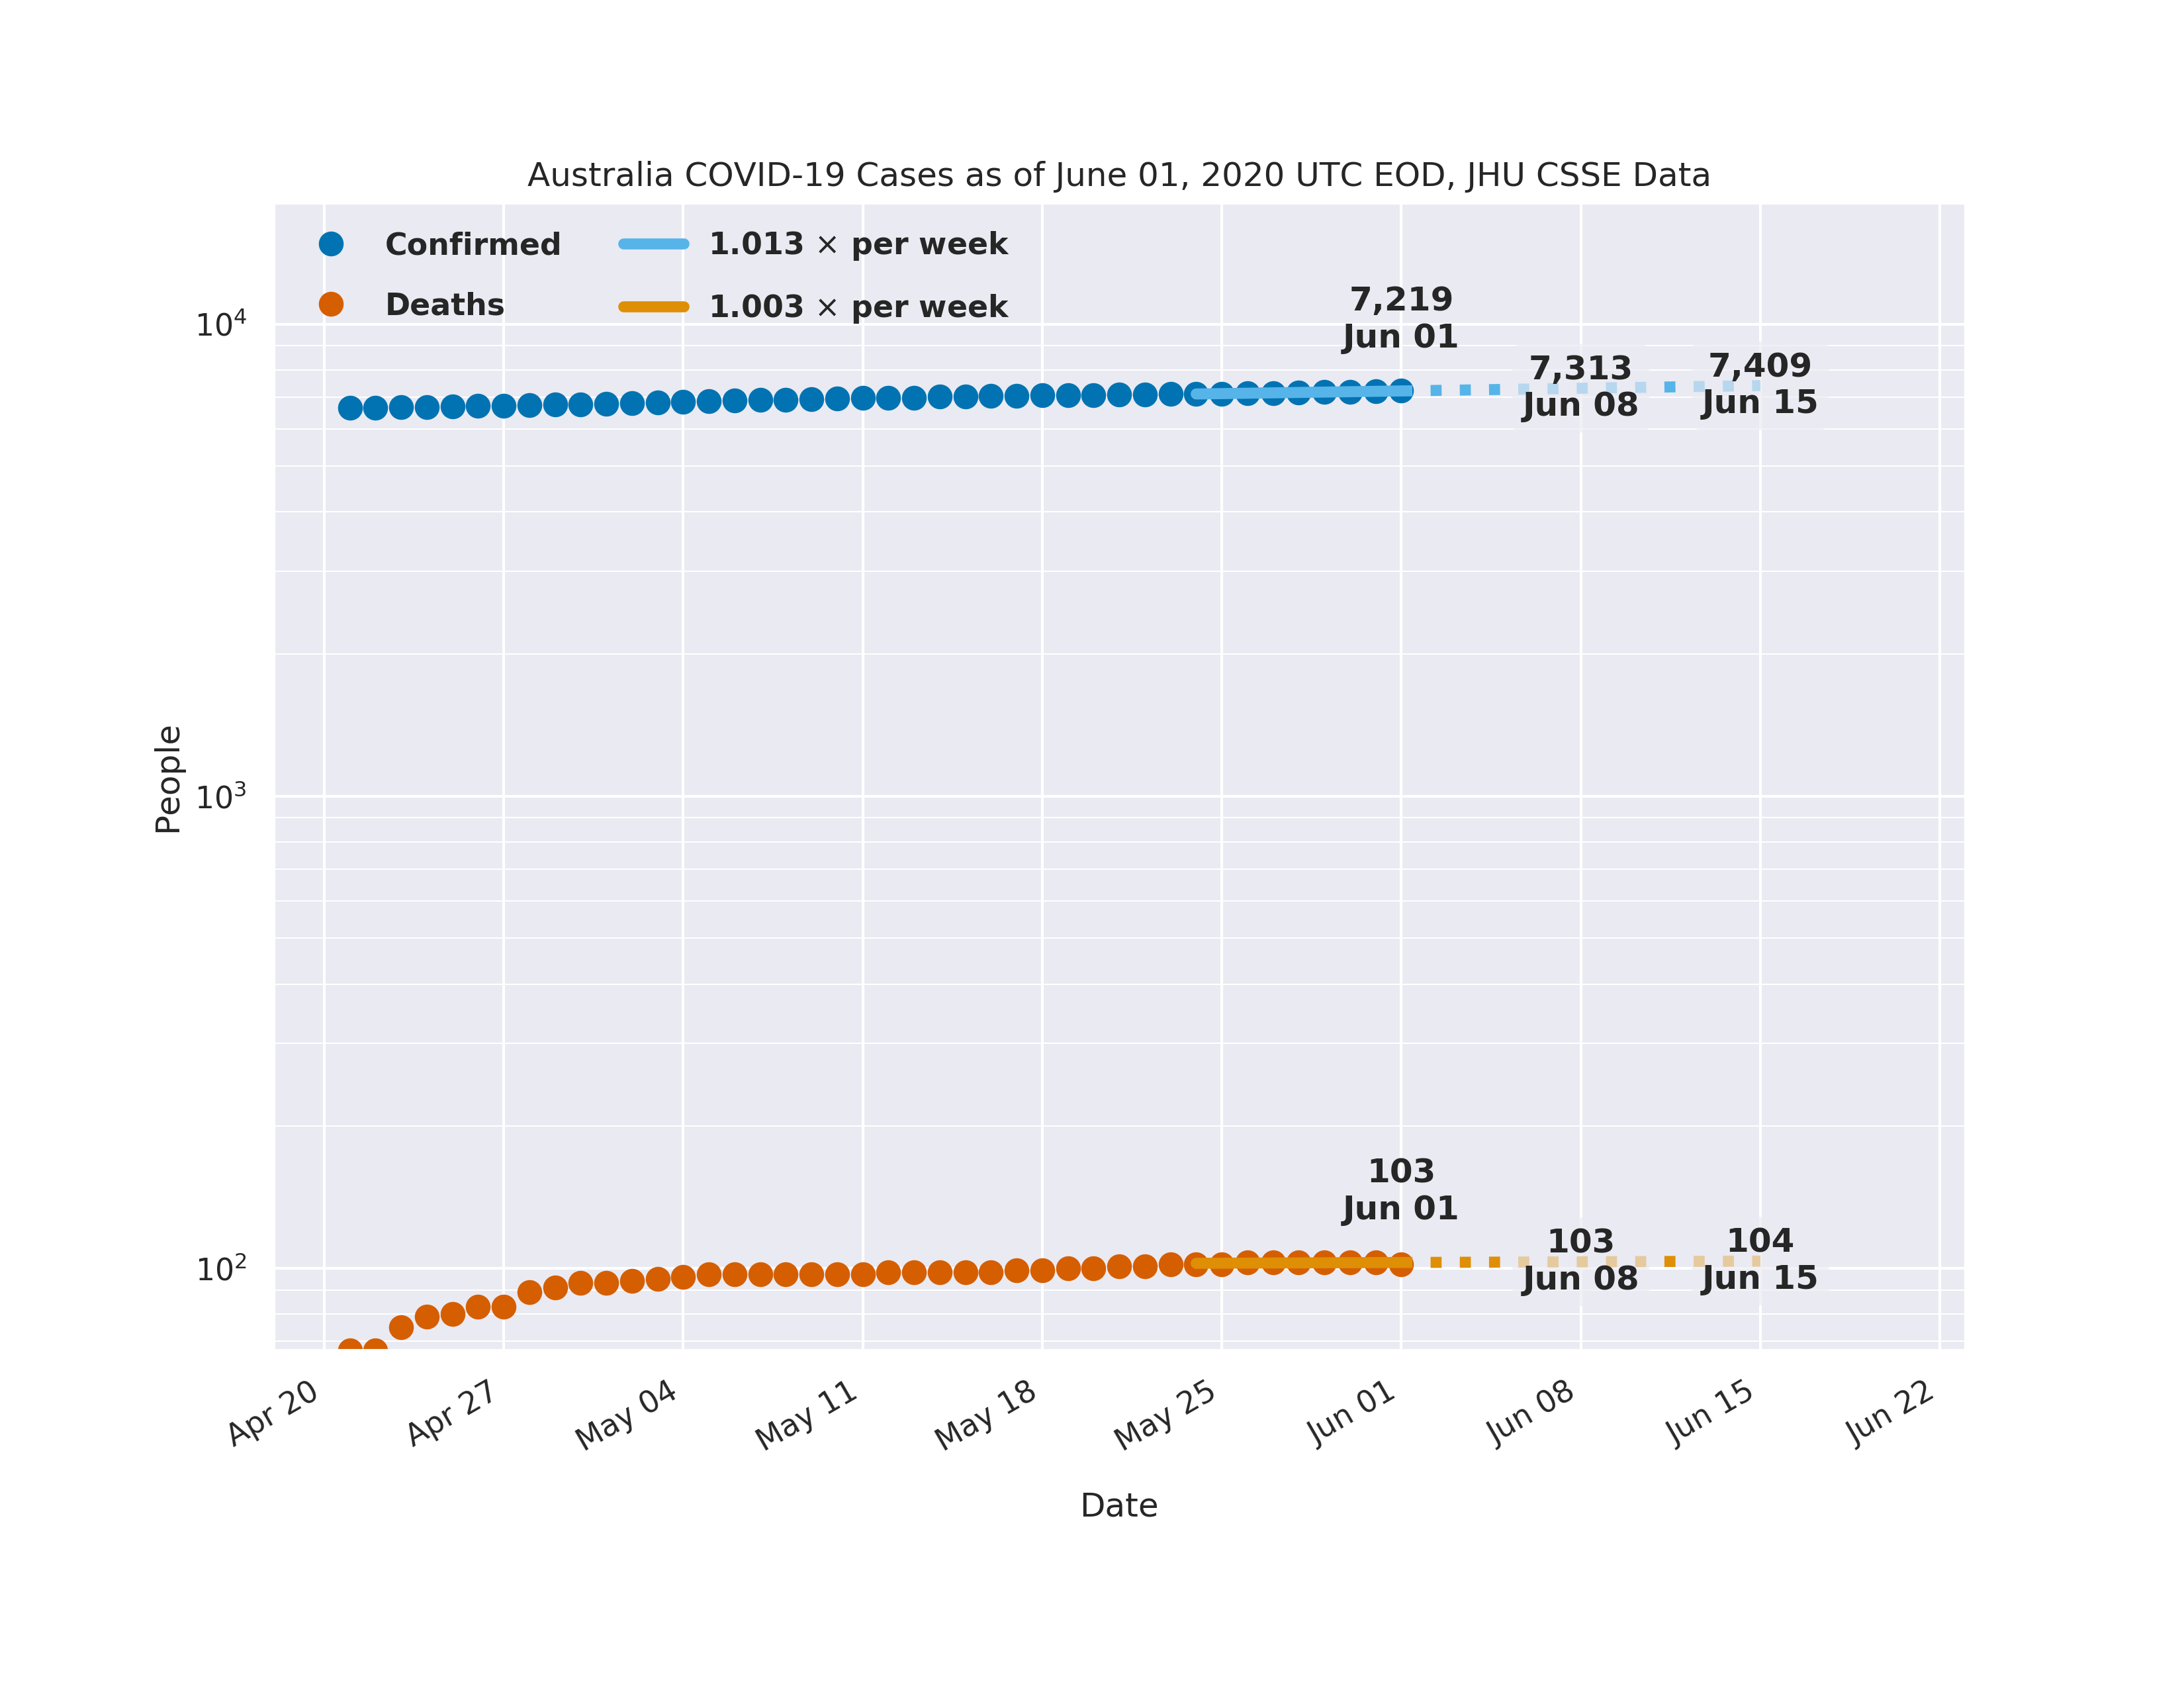 Australia COVID-19 Cases as of June 01, 2020 UTC EOD, JHU CSSE Data
Confirmed
Deaths
1.013 × per week
1.003 × per week
7,219
Jun 01
7,313
Jun 08
7,409
Jun 15
103
Jun 01
103
Jun 08
104
Jun 15
10⁴
10³
10²
People
Apr 20
Apr 27
May 04
May 11
May 18
May 25
Jun 01
Jun 08
Jun 15
Jun 22
Date